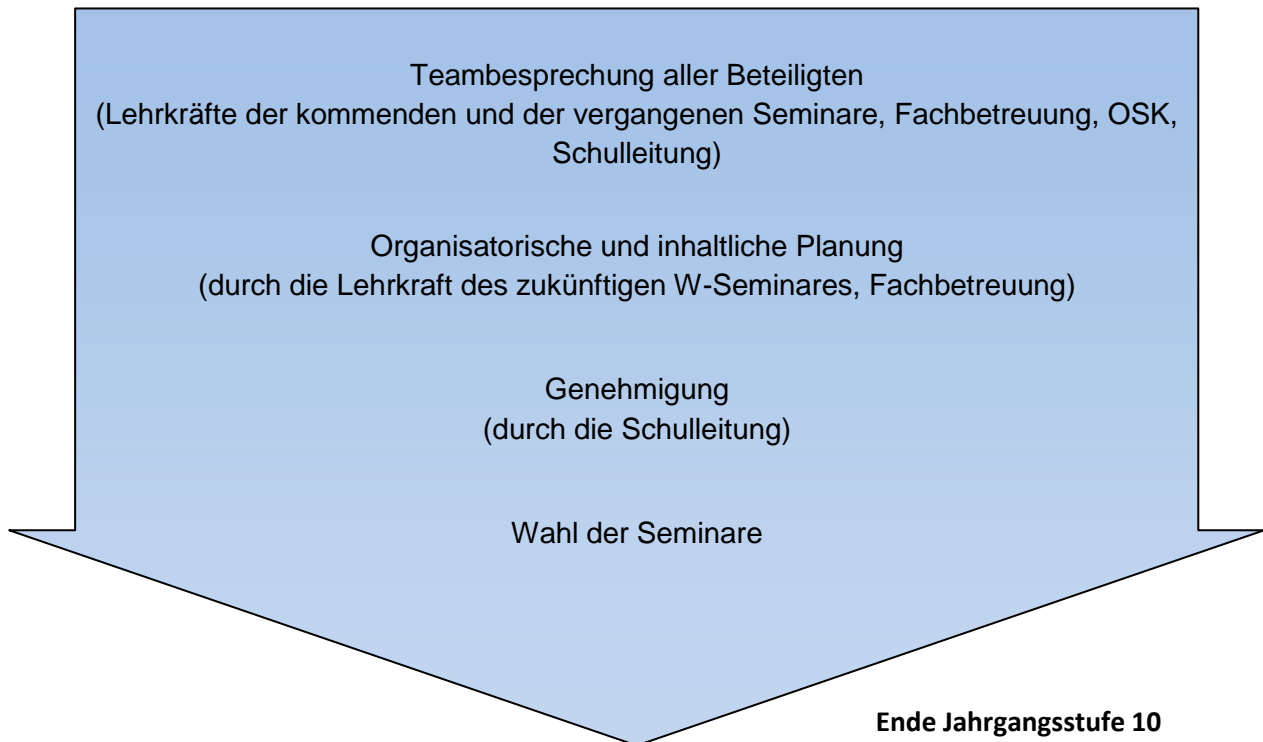 Teambesprechung aller Beteiligten
(Lehrkräfte der kommenden und der vergangenen Seminare, Fachbetreuung, OSK,
Schulleitung)
Organisatorische und inhaltliche Planung
(durch die Lehrkraft des zukünftigen W-Seminares, Fachbetreuung)
Genehmigung
(durch die Schulleitung)
Wahl der Seminare
Ende Jahrgangsstufe 10